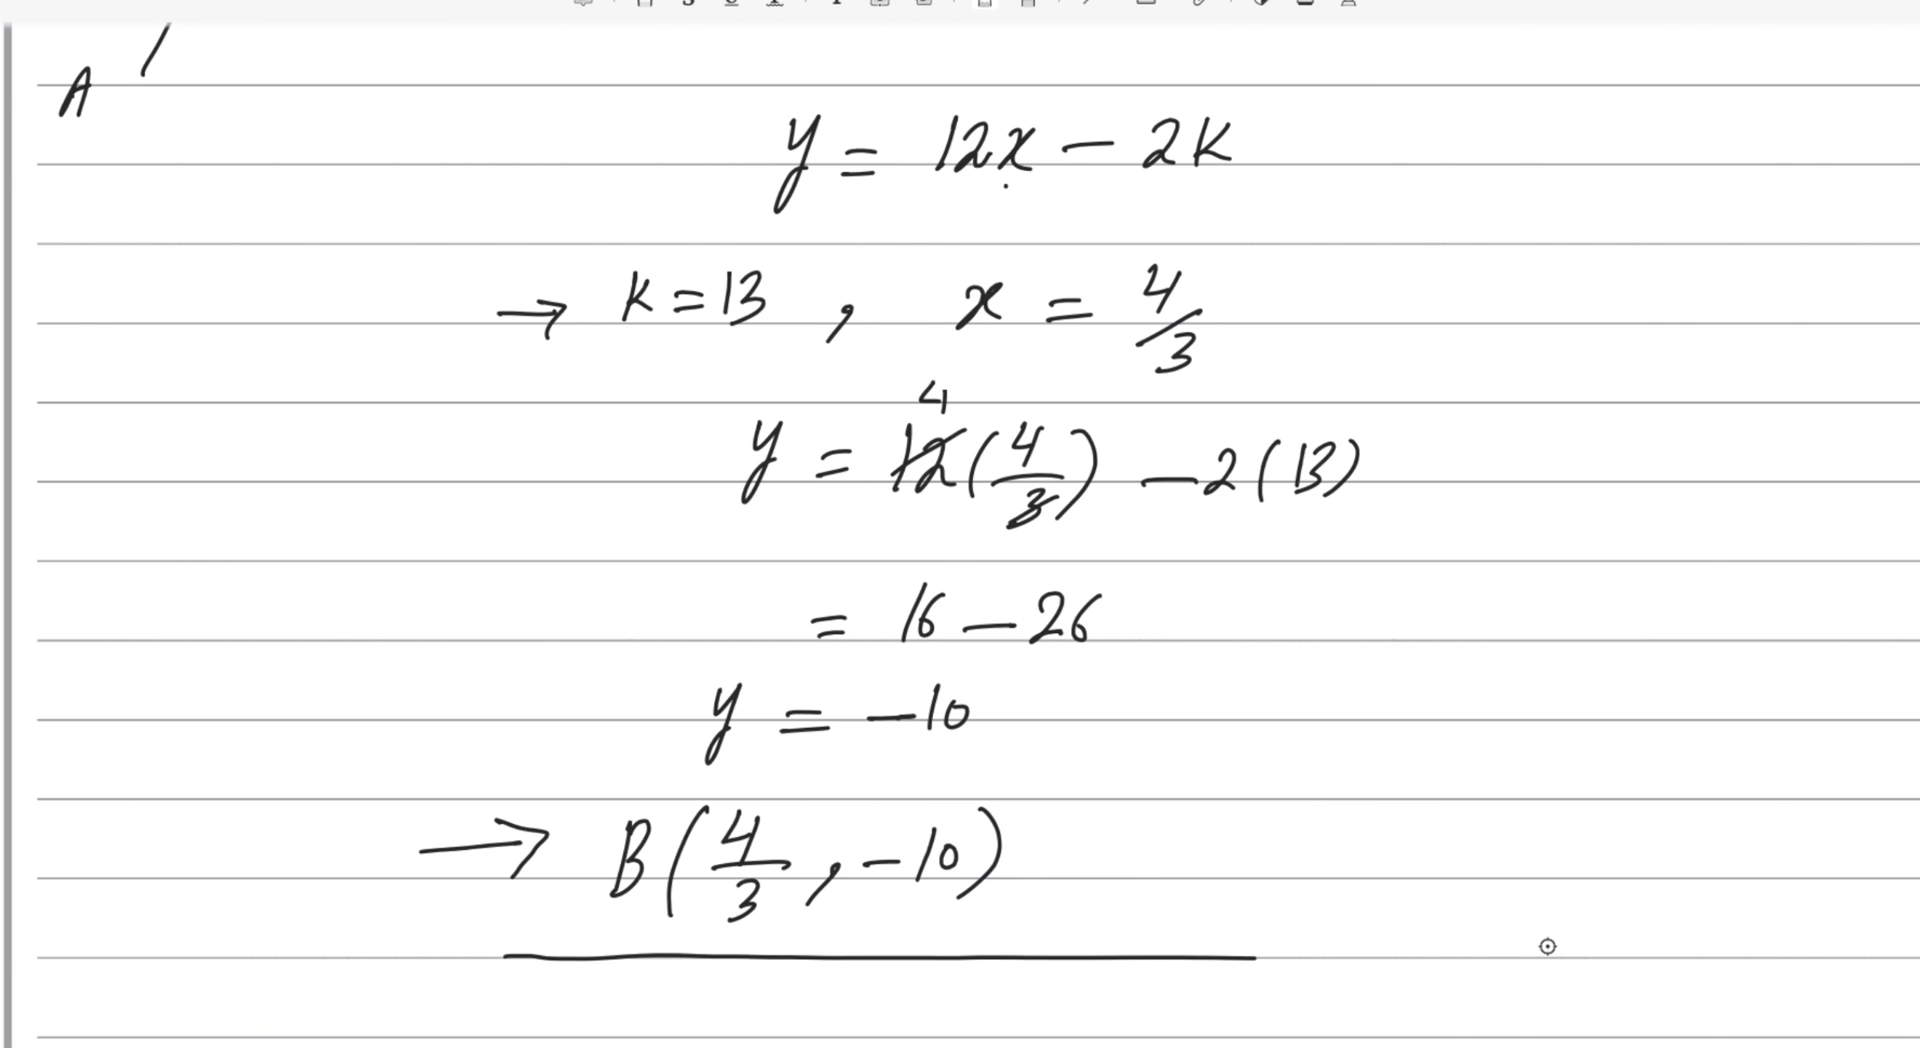 A
y = 12x - 2k
→ k = 13 , x = 4/3
4
y = 12(4/3) - 2(13)
= 16 - 26
y = -10
→ B(4/3, -10)